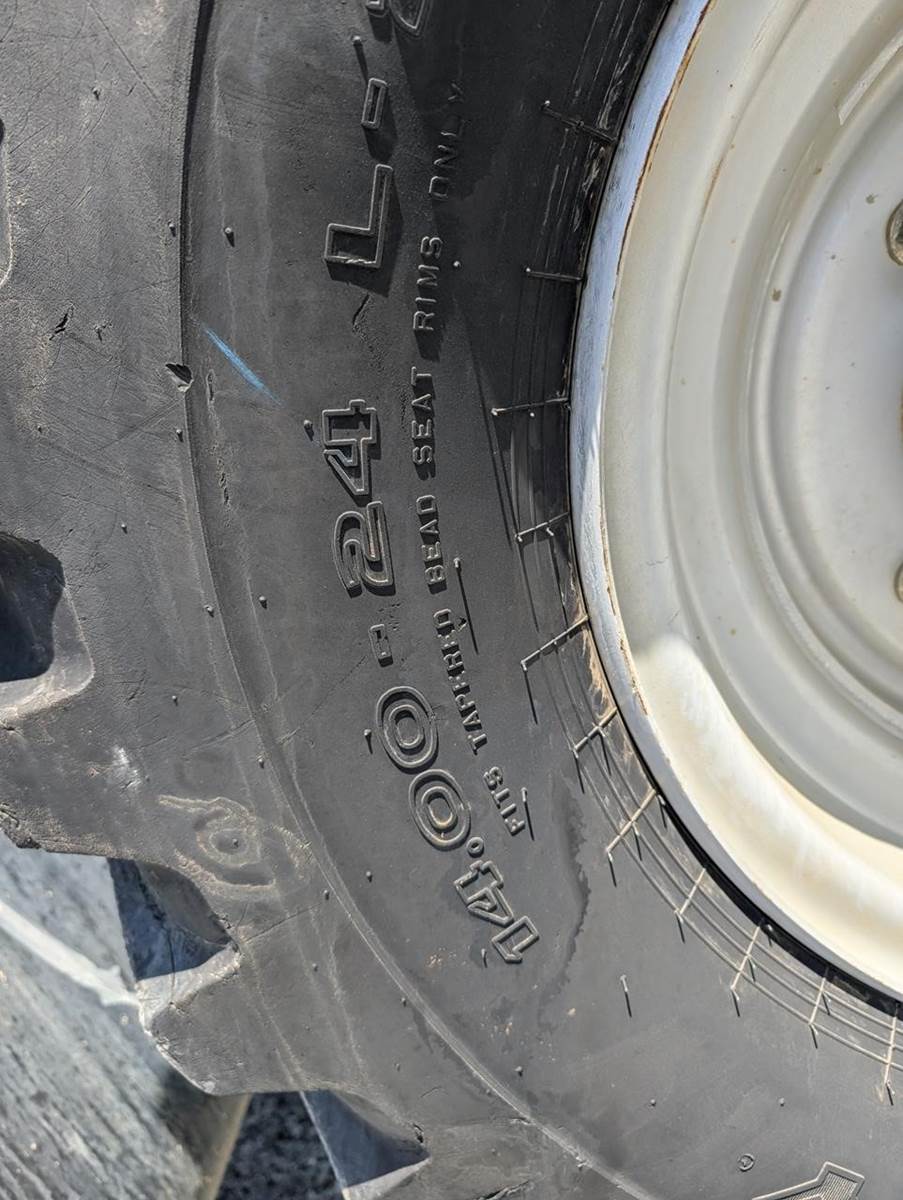 14.00-24 L-
FITS TAPERED BEAD SEAT RIMS ONLY